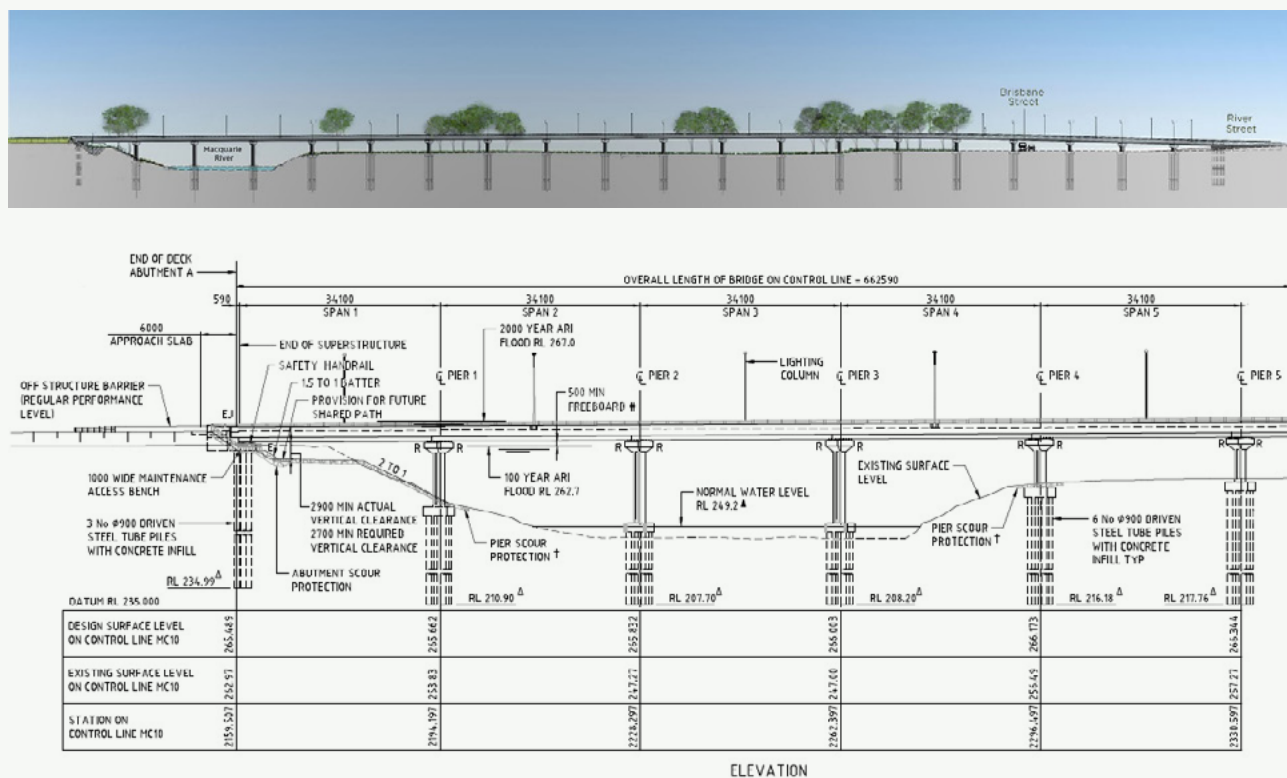 Brisbane
Street
River
Street
Macquarie
River
END OF DECK
ABUTMENT A
OVERALL LENGTH OF BRIDGE ON CONTROL LINE = 662590
590
34100
SPAN 1
34100
SPAN 2
34100
SPAN 3
34100
SPAN 4
34100
SPAN 5
6000
APPROACH SLAB
END OF SUPERSTRUCTURE
SAFETY HANDRAIL
1.5 TO 1 BATTER
PROVISION FOR FUTURE
SHARED PATH
2000 YEAR ARI
FLOOD RL 267.0
500 MIN
FREEBOARD #
LIGHTING
COLUMN
℄ PIER 1
℄ PIER 2
℄ PIER 3
℄ PIER 4
℄ PIER 5
OFF STRUCTURE BARRIER
(REGULAR PERFORMANCE
LEVEL)
EJ
F
R R
R R
R R
R R
R R
2 TO 1
100 YEAR ARI
FLOOD RL 262.7
EXISTING SURFACE
LEVEL
NORMAL WATER LEVEL
RL 249.2 ▲
1000 WIDE MAINTENANCE
ACCESS BENCH
2900 MIN ACTUAL
VERTICAL CLEARANCE
2700 MIN REQUIRED
VERTICAL CLEARANCE
PIER SCOUR
PROTECTION †
PIER SCOUR
PROTECTION †
3 No Ø900 DRIVEN
STEEL TUBE PILES
WITH CONCRETE INFILL
6 No Ø900 DRIVEN
STEEL TUBE PILES
WITH CONCRETE
INFILL TYP
ABUTMENT SCOUR
PROTECTION
RL 234.99 Δ
RL 210.90 Δ
RL 207.70 Δ
RL 208.20 Δ
RL 216.18 Δ
RL 217.76 Δ
DATUM RL 235.000
DESIGN SURFACE LEVEL
ON CONTROL LINE MC10
265.489
265.662
265.832
266.003
266.173
266.344
EXISTING SURFACE LEVEL
ON CONTROL LINE MC10
262.97
253.83
247.27
247.00
256.49
257.27
STATION ON
CONTROL LINE MC10
2159.507
2194.197
2228.297
2262.397
2296.497
2330.597
ELEVATION